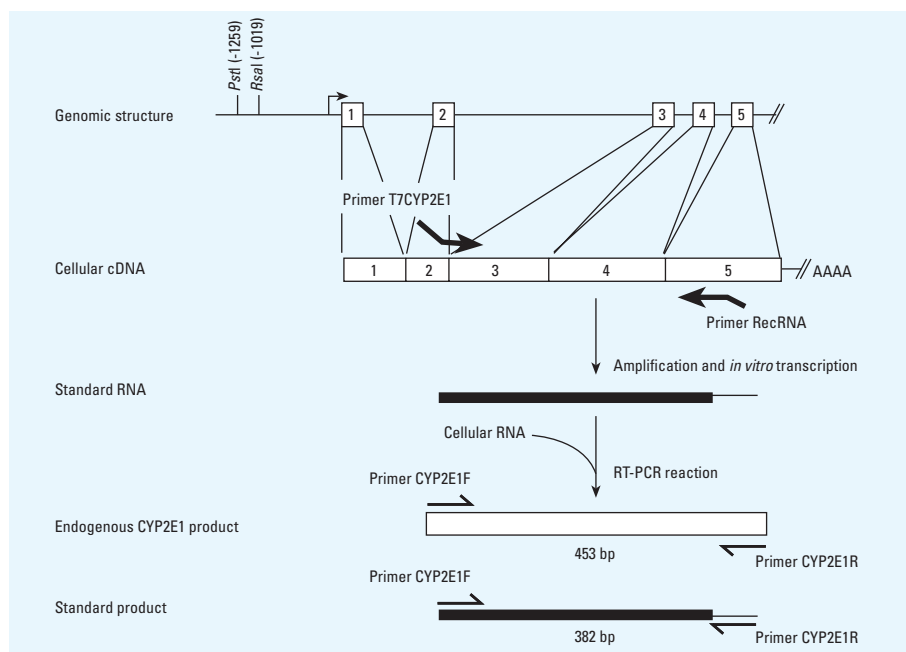 PstI (-1259)
RsaI (-1019)
Genomic structure
1 2 3 4 5
Primer T7CYP2E1
Cellular cDNA
1 2 3 4 5
AAAA
Primer RecRNA
Amplification and in vitro transcription
Standard RNA
Cellular RNA
RT-PCR reaction
Primer CYP2E1F
Endogenous CYP2E1 product
453 bp
Primer CYP2E1R
Primer CYP2E1F
Standard product
382 bp
Primer CYP2E1R